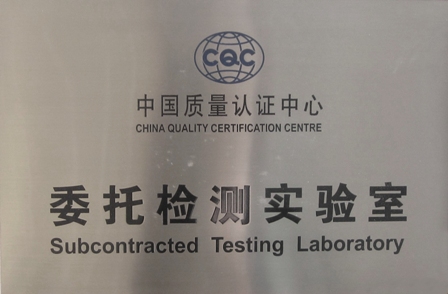 CQC
中国质量认证中心
CHINA QUALITY CERTIFICATION CENTRE
委托检测实验室
Subcontracted Testing Laboratory